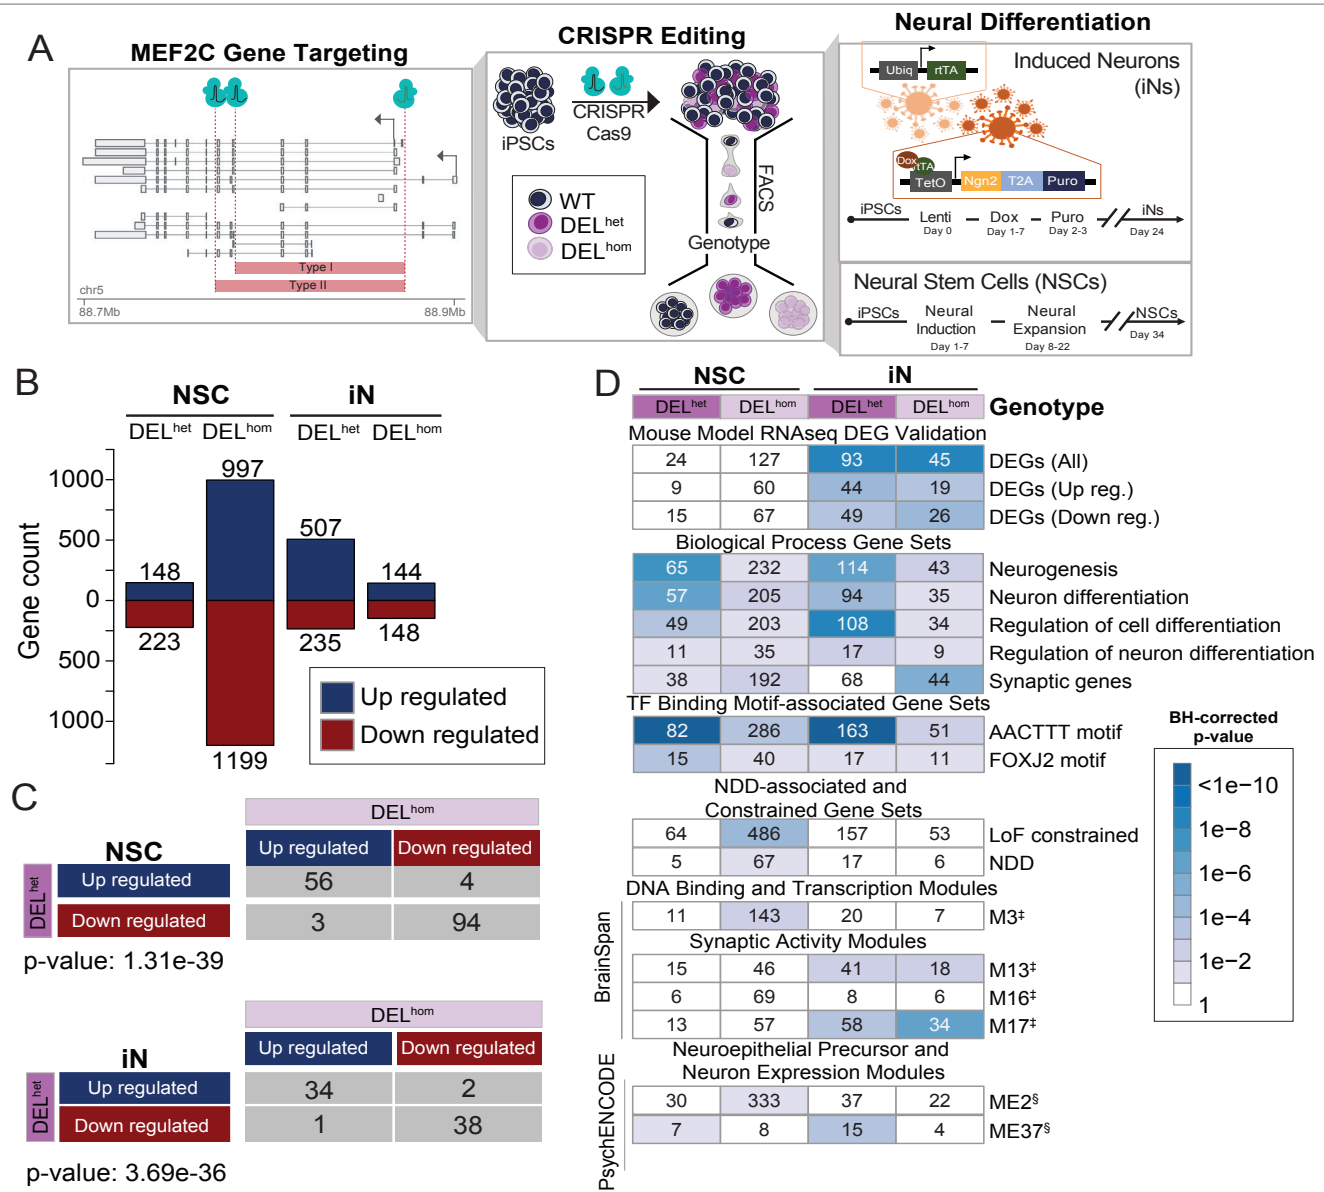 A
MEF2C Gene Targeting
chr5
88.7Mb
88.9Mb
Type I
Type II
CRISPR Editing
iPSCs
CRISPR
Cas9
WT
DELhet
DELhom
FACS
Genotype
Neural Differentiation
Induced Neurons
(iNs)
Ubiq
rtTA
Dox
rtTA
TetO
Ngn2
T2A
Puro
iPSCs
Lenti
Day 0
Dox
Day 1-7
Puro
Day 2-3
iNs
Day 24
Neural Stem Cells (NSCs)
iPSCs
Neural
Induction
Day 1-7
Neural
Expansion
Day 8-22
NSCs
Day 34
B
NSC
iN
DELhet DELhom DELhet DELhom
Gene count
1000
500
0
500
1000
148
997
507
144
223
1199
235
148
Up regulated
Down regulated
C
NSC
DELhom
Up regulated Down regulated
DELhet
Up regulated 56 4
Down regulated 3 94
p-value: 1.31e-39
iN
DELhom
Up regulated Down regulated
DELhet
Up regulated 34 2
Down regulated 1 38
p-value: 3.69e-36
D
NSC iN
DELhet DELhom DELhet DELhom Genotype
Mouse Model RNAseq DEG Validation
24 127 93 45 DEGs (All)
9 60 44 19 DEGs (Up reg.)
15 67 49 26 DEGs (Down reg.)
Biological Process Gene Sets
65 232 114 43 Neurogenesis
57 205 94 35 Neuron differentiation
49 203 108 34 Regulation of cell differentiation
11 35 17 9 Regulation of neuron differentiation
38 192 68 44 Synaptic genes
TF Binding Motif-associated Gene Sets
82 286 163 51 AACTTT motif
15 40 17 11 FOXJ2 motif
NDD-associated and
Constrained Gene Sets
64 486 157 53 LoF constrained
5 67 17 6 NDD
DNA Binding and Transcription Modules
11 143 20 7 M3‡
Synaptic Activity Modules
15 46 41 18 M13‡
6 69 8 6 M16‡
13 57 58 34 M17‡
BrainSpan
Neuroepithelial Precursor and
Neuron Expression Modules
30 333 37 22 ME2§
7 8 15 4 ME37§
PsychENCODE
BH-corrected
p-value
<1e−10
1e−8
1e−6
1e−4
1e−2
1